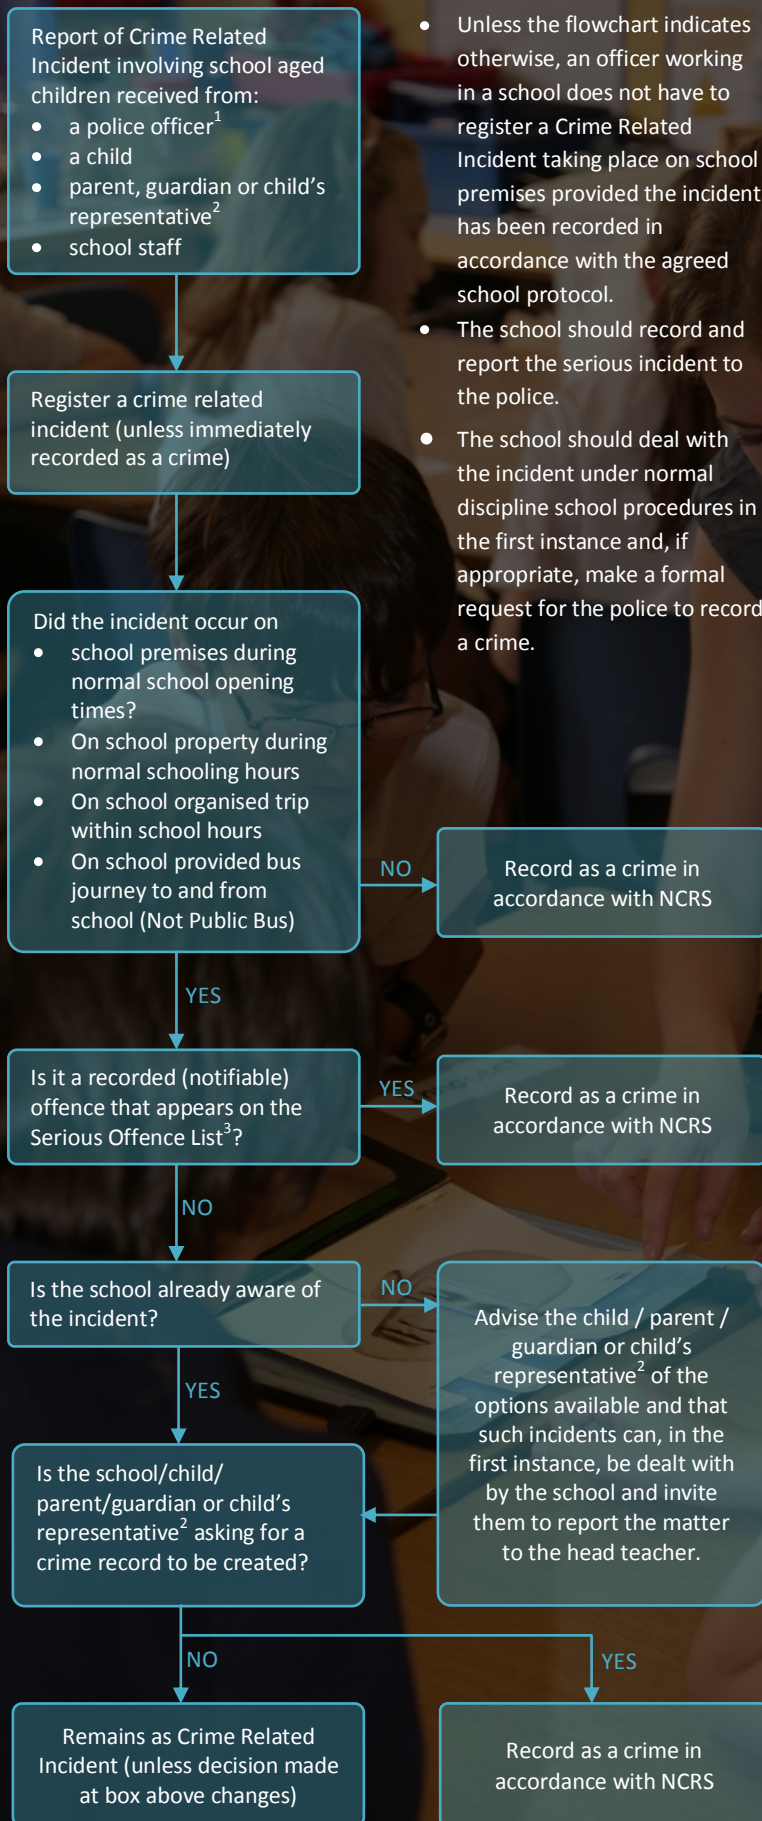 Report of Crime Related
Incident involving school aged
children received from:
• a police officer1
• a child
• parent, guardian or child's
representative2
• school staff
Register a crime related
incident (unless immediately
recorded as a crime)
Did the incident occur on
• school premises during
normal school opening
times?
• On school property during
normal schooling hours
• On school organised trip
within school hours
• On school provided bus
journey to and from
school (Not Public Bus)
NO
Record as a crime in
accordance with NCRS
YES
Is it a recorded (notifiable)
offence that appears on the
Serious Offence List3?
YES
Record as a crime in
accordance with NCRS
NO
Is the school already aware of
the incident?
NO
Advise the child / parent /
guardian or child's
representative2 of the
options available and that
such incidents can, in the
first instance, be dealt with
by the school and invite
them to report the matter
to the head teacher.
YES
Is the school/child/
parent/guardian or child's
representative2 asking for a
crime record to be created?
NO
Remains as Crime Related
Incident (unless decision made
at box above changes)
YES
Record as a crime in
accordance with NCRS
• Unless the flowchart indicates
otherwise, an officer working
in a school does not have to
register a Crime Related
Incident taking place on school
premises provided the incident
has been recorded in
accordance with the agreed
school protocol.
• The school should record and
report the serious incident to
the police.
• The school should deal with
the incident under normal
discipline school procedures in
the first instance and, if
appropriate, make a formal
request for the police to record
a crime.